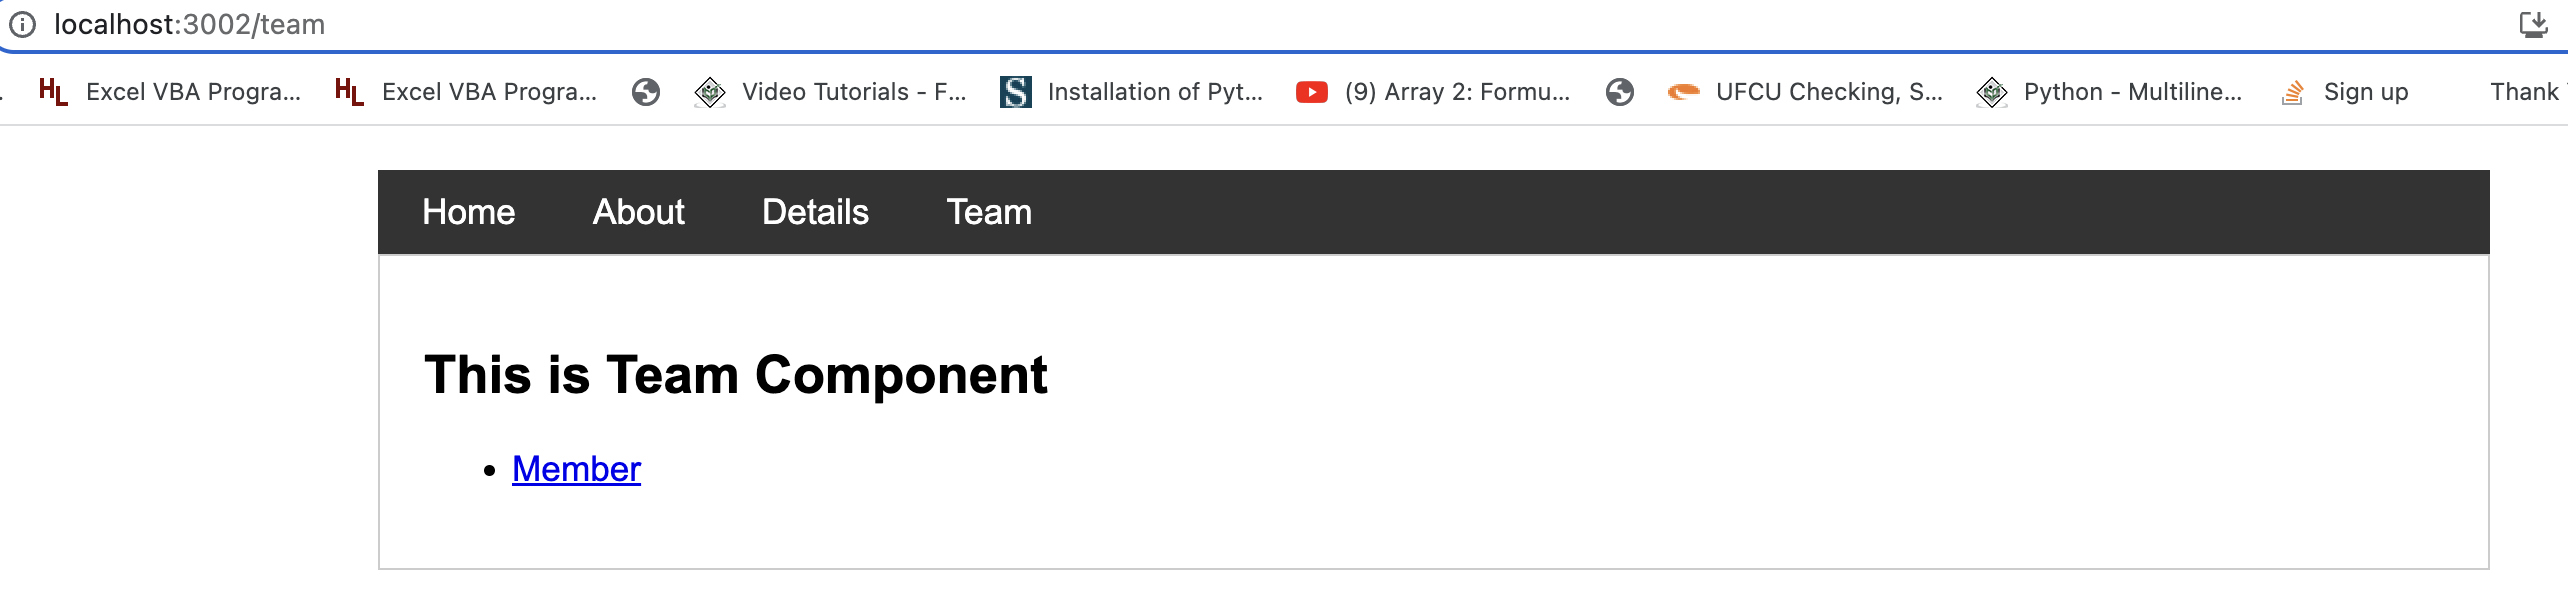 localhost:3002/team
Excel VBA Progra... Excel VBA Progra... Video Tutorials - F... Installation of Pyt... (9) Array 2: Formu... UFCU Checking, S... Python - Multiline... Sign up Thank
Home About Details Team
This is Team Component
• Member